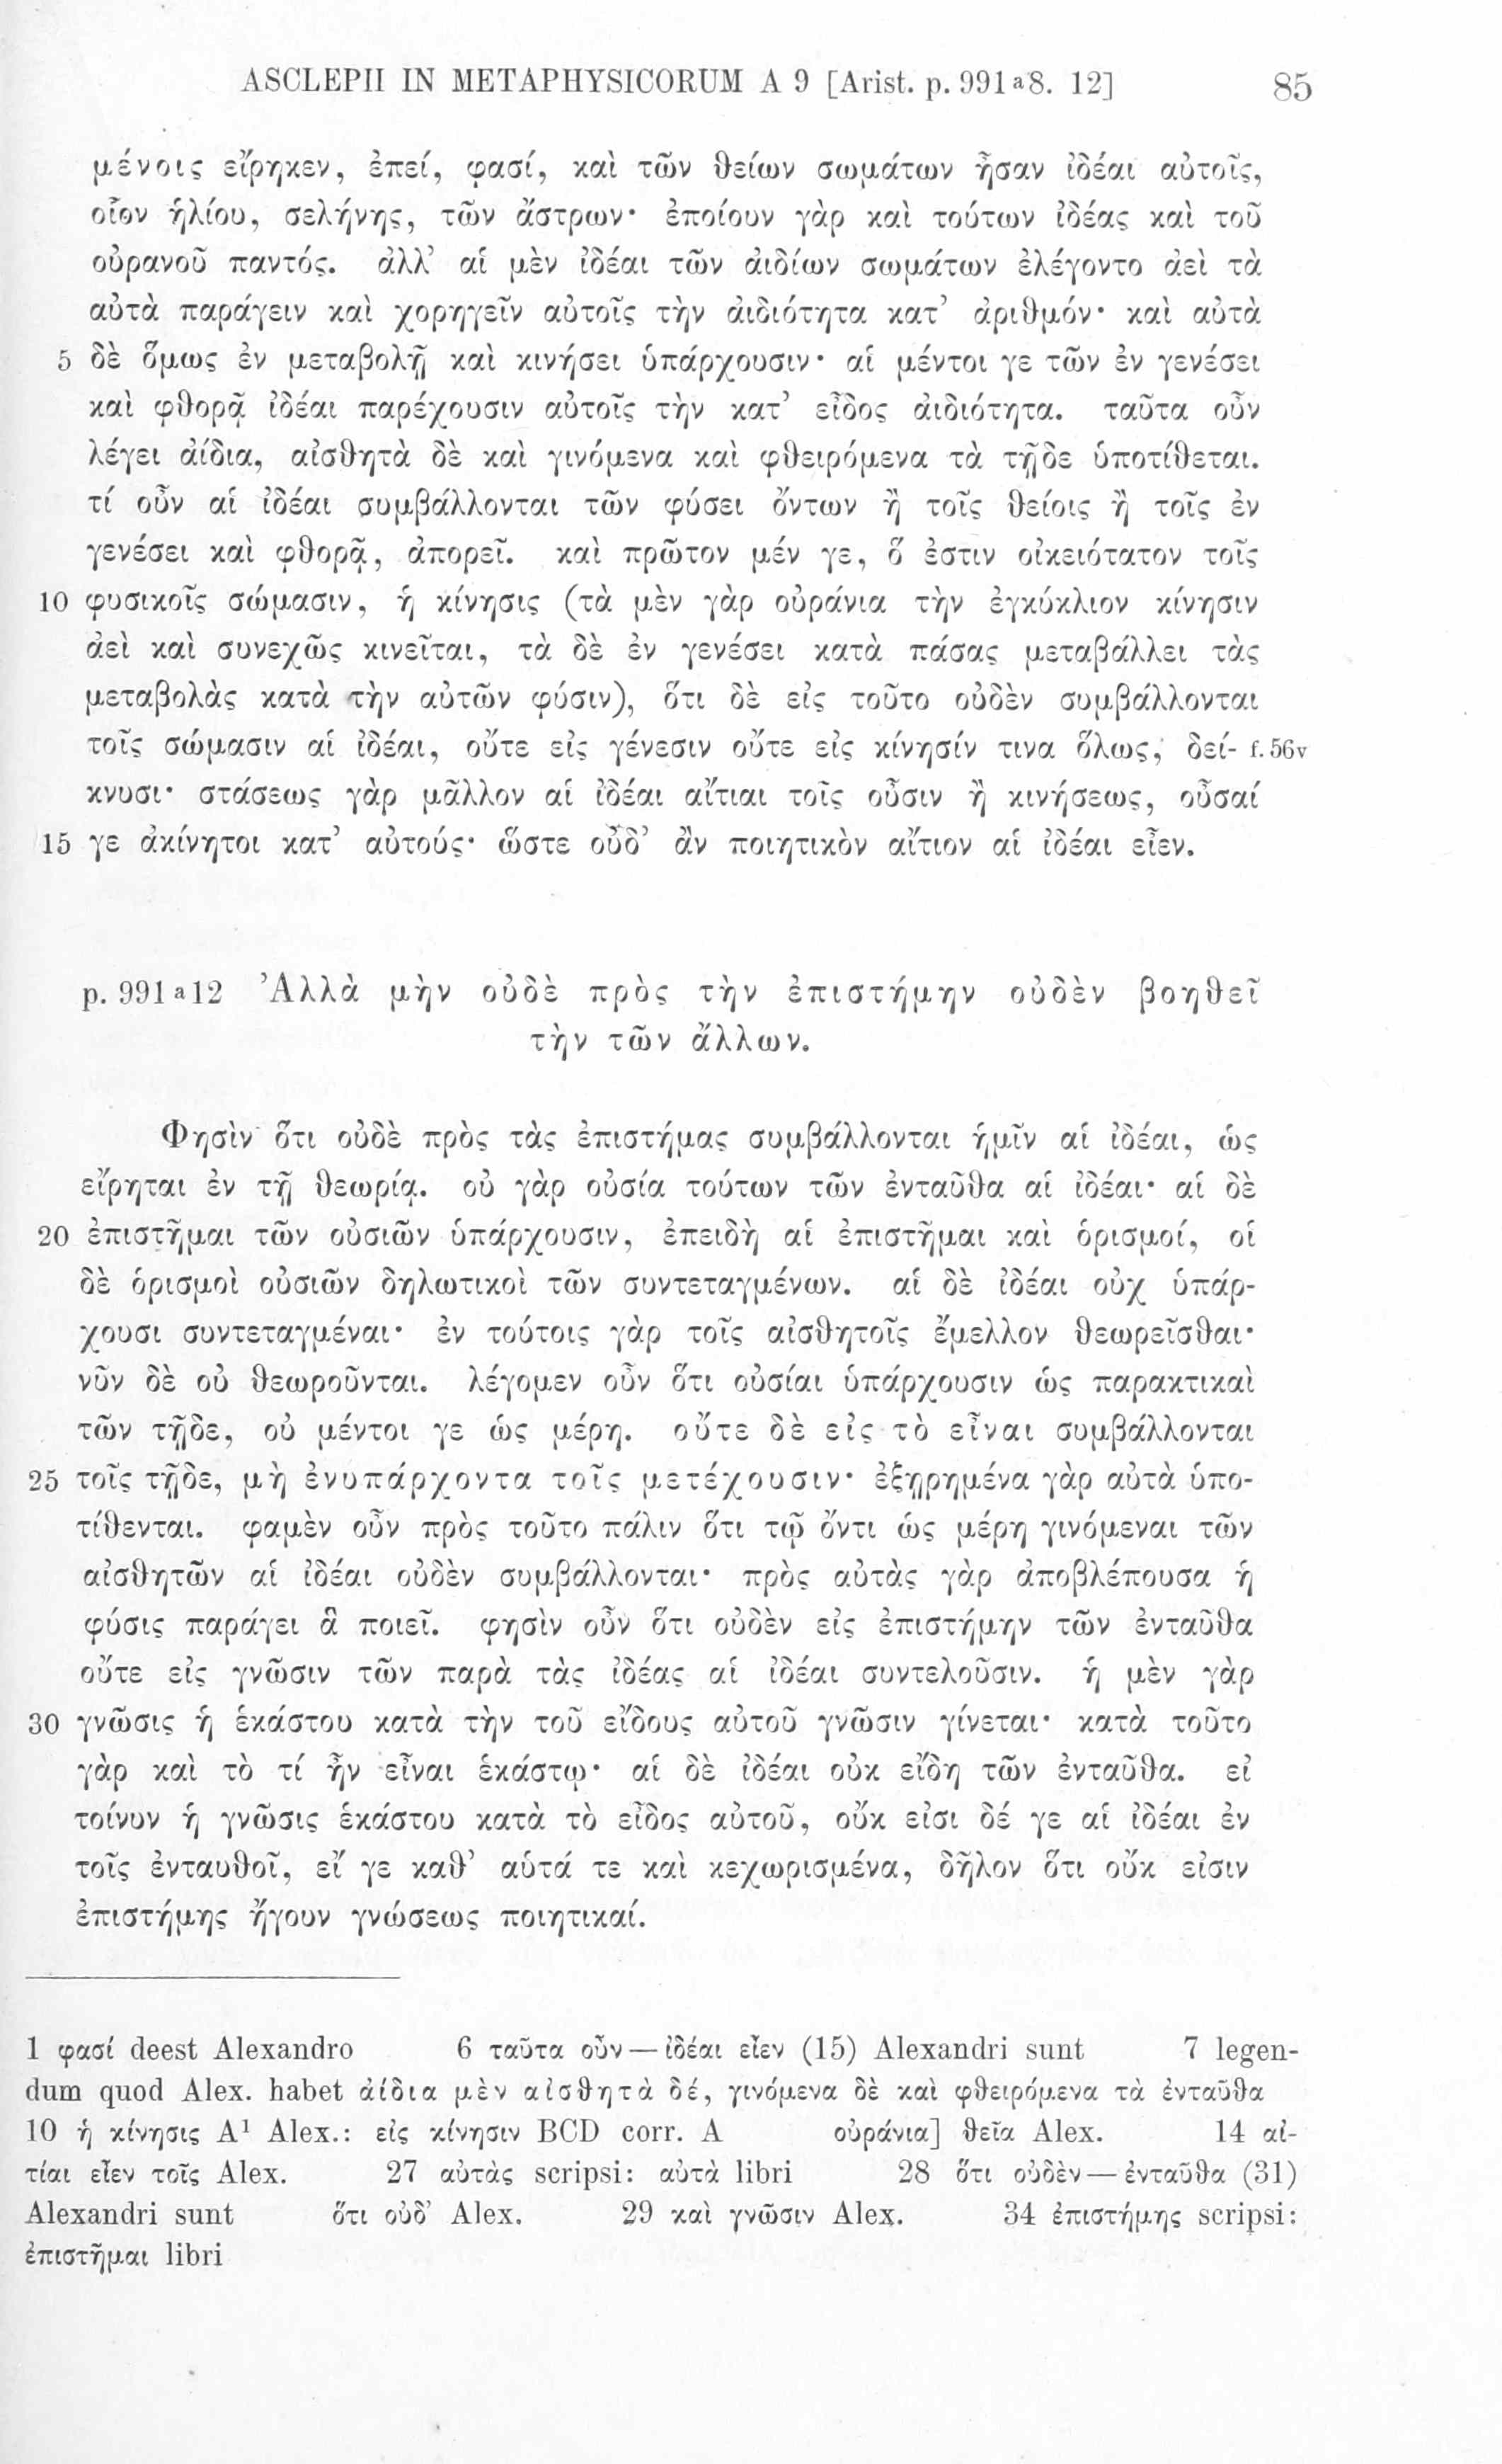 ASCLEPII IN METAPHYSICORUM A 9 [Arist. p. 991 a 8. 12] 85
μένοις εἴρηκεν, ἐπεί, φασί, καὶ τῶν θείων σωμάτων ἦσαν ἰδέαι αὐτοῖς,
οἷον ἡλίου, σελήνης, τῶν ἄστρων· ἐποίουν γὰρ καὶ τούτων ἰδέας καὶ τοῦ
οὐρανοῦ παντός. ἀλλ’ αἱ μὲν ἰδέαι τῶν ἀιδίων σωμάτων ἐλέγοντο ἀεὶ τὰ
αὐτὰ παράγειν καὶ χορηγεῖν αὐτοῖς τὴν ἀιδιότητα κατ’ ἀριθμόν· καὶ αὐτὰ
5 δὲ ὅμως ἐν μεταβολῇ καὶ κινήσει ὑπάρχουσιν· αἱ μέντοι γε τῶν ἐν γενέσει
καὶ φθορᾷ ἰδέαι παρέχουσιν αὐτοῖς τὴν κατ’ εἶδος ἀιδιότητα. ταῦτα οὖν
λέγει ἀίδια, αἰσθητὰ δὲ καὶ γινόμενα καὶ φθειρόμενα τὰ τῇδε ὑποτίθεται.
τί οὖν αἱ ἰδέαι συμβάλλονται τῶν φύσει ὄντων ἢ τοῖς θείοις ἢ τοῖς ἐν
γενέσει καὶ φθορᾷ, ἀπορεῖ. καὶ πρῶτον μέν γε, ὅ ἐστιν οἰκειότατον τοῖς
10 φυσικοῖς σώμασιν, ἡ κίνησις (τὰ μὲν γὰρ οὐράνια τὴν ἐγκύκλιον κίνησιν
ἀεὶ καὶ συνεχῶς κινεῖται, τὰ δὲ ἐν γενέσει κατὰ πάσας μεταβάλλει τὰς
μεταβολὰς κατὰ τὴν αὐτῶν φύσιν), ὅτι δὲ εἰς τοῦτο οὐδὲν συμβάλλονται
τοῖς σώμασιν αἱ ἰδέαι, οὔτε εἰς γένεσιν οὔτε εἰς κίνησίν τινα ὅλως, δεί- f. 56v
κνυσι· στάσεως γὰρ μᾶλλον αἱ ἰδέαι αἴτιαι τοῖς οὖσιν ἢ κινήσεως, οὖσαί
15 γε ἀκίνητοι κατ’ αὐτούς· ὥστε οὐδ’ ἂν ποιητικὸν αἴτιον αἱ ἰδέαι εἶεν.
p. 991 a 12 Ἀλλὰ μὴν οὐδὲ πρὸς τὴν ἐπιστήμην οὐδὲν βοηθεῖ
τὴν τῶν ἄλλων.
Φησὶν ὅτι οὐδὲ πρὸς τὰς ἐπιστήμας συμβάλλονται ἡμῖν αἱ ἰδέαι, ὡς
εἴρηται ἐν τῇ θεωρίᾳ. οὐ γὰρ οὐσία τούτων τῶν ἐνταῦθα αἱ ἰδέαι· αἱ δὲ
20 ἐπιστῆμαι τῶν οὐσιῶν ὑπάρχουσιν, ἐπειδὴ αἱ ἐπιστῆμαι καὶ ὁρισμοί, οἱ
δὲ ὁρισμοὶ οὐσιῶν δηλωτικοὶ τῶν συντεταγμένων. αἱ δὲ ἰδέαι οὐχ ὑπάρ-
χουσι συντεταγμέναι· ἐν τούτοις γὰρ τοῖς αἰσθητοῖς ἔμελλον θεωρεῖσθαι·
νῦν δὲ οὐ θεωροῦνται. λέγομεν οὖν ὅτι οὐσίαι ὑπάρχουσιν ὡς παρακτικαὶ
τῶν τῇδε, οὐ μέντοι γε ὡς μέρη. οὔτε δὲ εἰς τὸ εἶναι συμβάλλονται
25 τοῖς τῇδε, μὴ ἐνυπάρχοντα τοῖς μετέχουσιν· ἐξῃρημένα γὰρ αὐτὰ ὑπο-
τίθενται. φαμὲν οὖν πρὸς τοῦτο πάλιν ὅτι τῷ ὄντι ὡς μέρη γινόμεναι τῶν
αἰσθητῶν αἱ ἰδέαι οὐδὲν συμβάλλονται· πρὸς αὐτὰς γὰρ ἀποβλέπουσα ἡ
φύσις παράγει ἃ ποιεῖ. φησὶν οὖν ὅτι οὐδὲν εἰς ἐπιστήμην τῶν ἐνταῦθα
οὔτε εἰς γνῶσιν τῶν παρὰ τὰς ἰδέας αἱ ἰδέαι συντελοῦσιν. ἡ μὲν γὰρ
30 γνῶσις ἡ ἑκάστου κατὰ τὴν τοῦ εἴδους αὐτοῦ γνῶσιν γίνεται· κατὰ τοῦτο
γὰρ καὶ τὸ τί ἦν εἶναι ἑκάστῳ· αἱ δὲ ἰδέαι οὐκ εἴδη τῶν ἐνταῦθα. εἰ
τοίνυν ἡ γνῶσις ἑκάστου κατὰ τὸ εἶδος αὐτοῦ, οὔκ εἰσι δέ γε αἱ ἰδέαι ἐν
τοῖς ἐνταυθοῖ, εἴ γε καθ’ αὑτά τε καὶ κεχωρισμένα, δῆλον ὅτι οὔκ εἰσιν
ἐπιστήμης ἤγουν γνώσεως ποιητικαί.
1 φασί deest Alexandro 6 ταῦτα οὖν — ἰδέαι εἶεν (15) Alexandri sunt 7 legen-
dum quod Alex. habet ἀίδια μὲν αἰσθητὰ δέ, γινόμενα δὲ καὶ φθειρόμενα τὰ ἐνταῦθα
10 ἡ κίνησις A¹ Alex.: εἰς κίνησιν BCD corr. A οὐράνια] θεῖα Alex. 14 αἰ-
τίαι εἶεν τοῖς Alex. 27 αὐτὰς scripsi: αὐτὰ libri 28 ὅτι οὐδὲν — ἐνταῦθα (31)
Alexandri sunt ὅτι οὐδ’ Alex. 29 καὶ γνῶσιν Alex. 34 ἐπιστήμης scripsi:
ἐπιστῆμαι libri